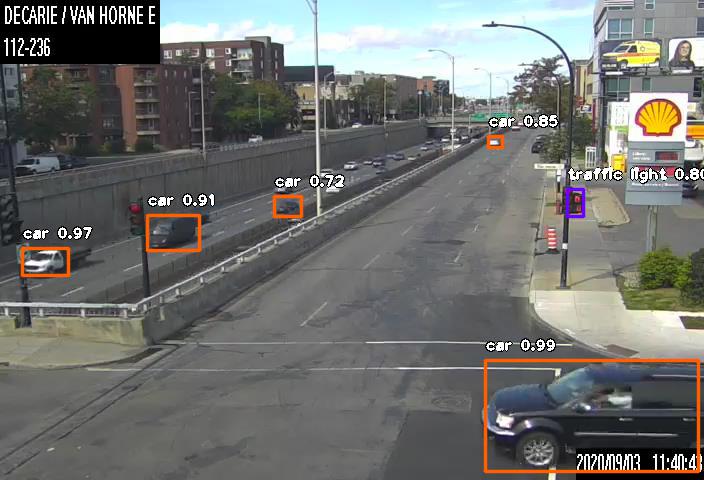 DECARIE / VAN HORNE E
112-236
car 0.85
traffic light 0.80
car 0.72
car 0.91
car 0.97
car 0.99
2020/09/03 11:40:43